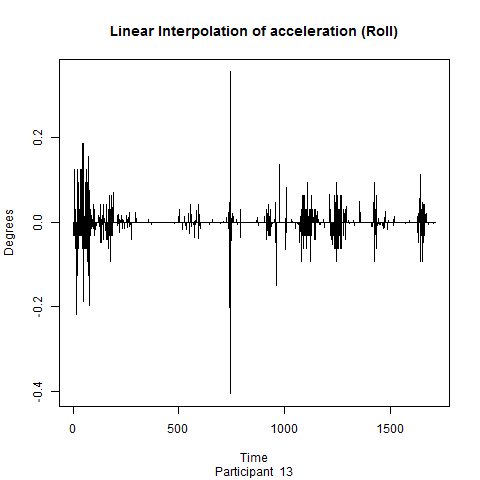 Linear Interpolation of acceleration (Roll)
Degrees
0.2
0.0
-0.2
-0.4
0 500 1000 1500
Time
Participant 13